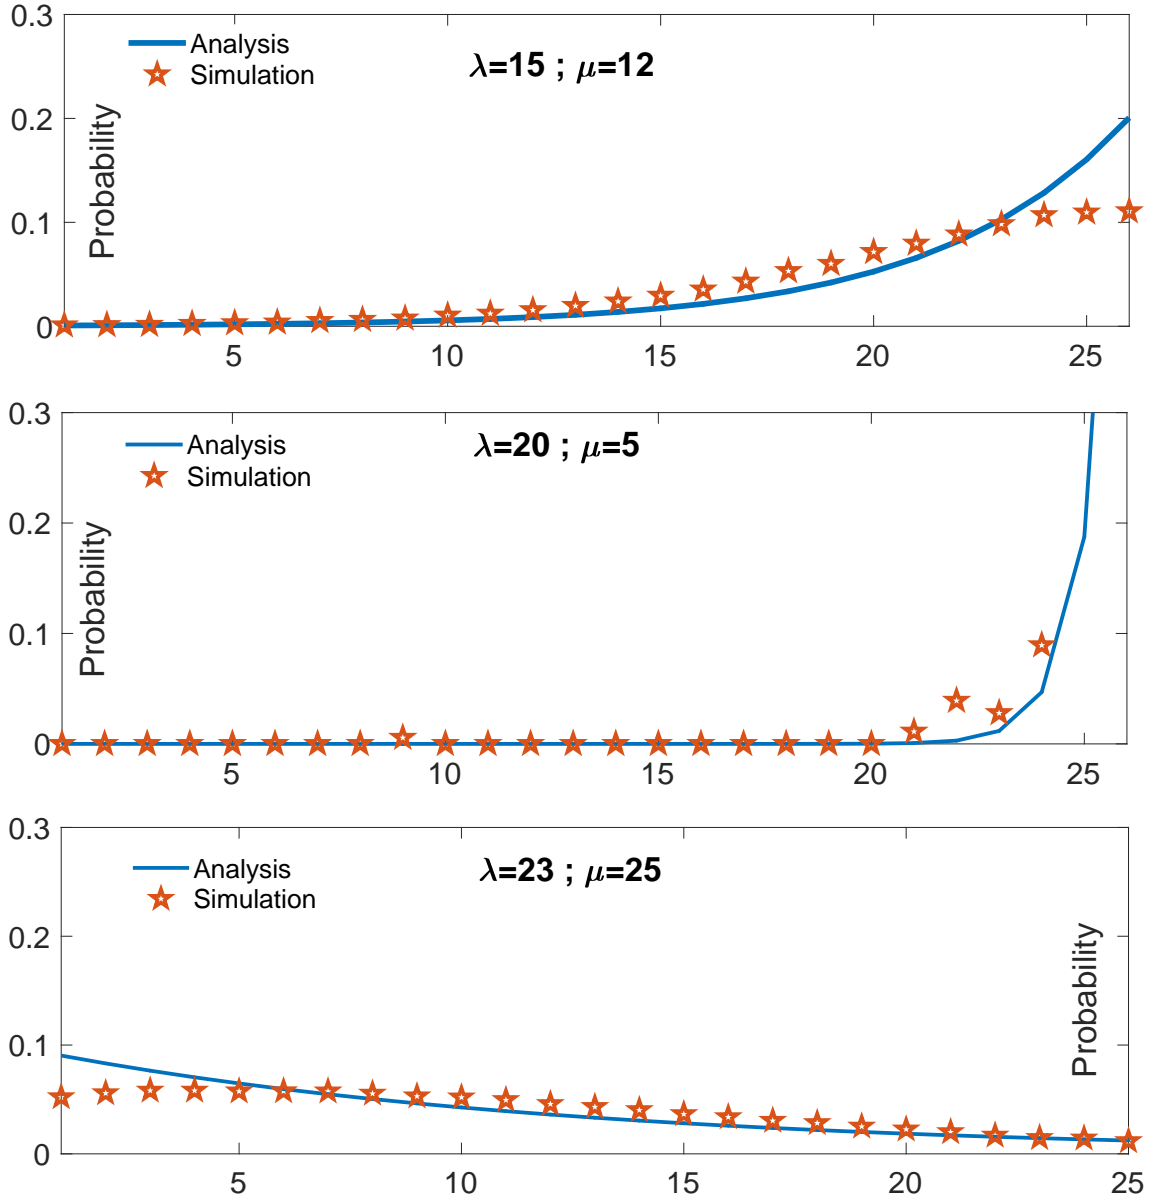 0.3
Analysis
Simulation
λ=15 ; μ=12
0.2
Probability
0.1
0
5
10
15
20
25
0.3
Analysis
Simulation
λ=20 ; μ=5
0.2
Probability
0.1
0
5
10
15
20
25
0.3
Analysis
Simulation
λ=23 ; μ=25
0.2
Probability
0.1
0
5
10
15
20
25